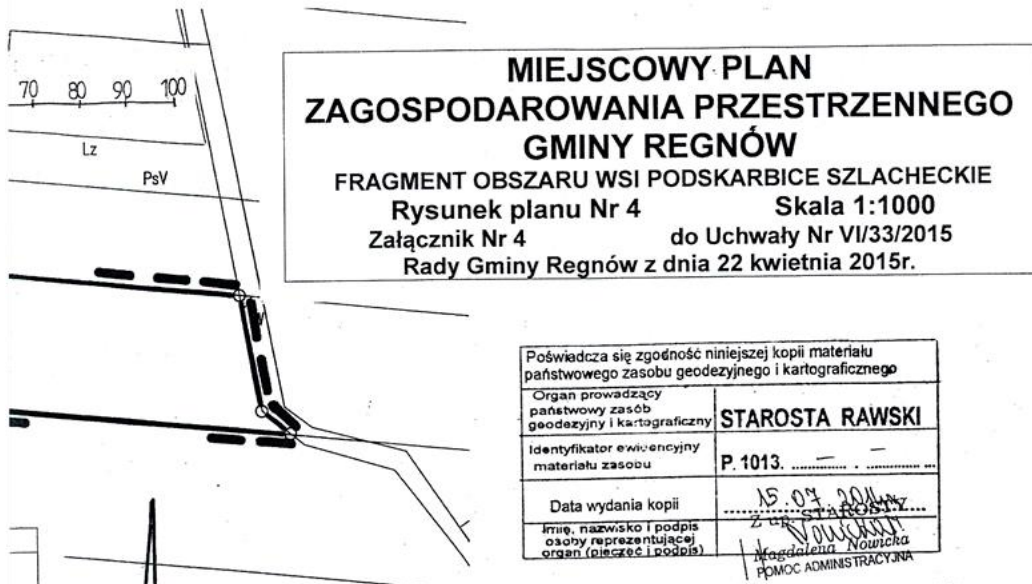 70 80 90 100
Lz
PsV
MIEJSCOWY PLAN
ZAGOSPODAROWANIA PRZESTRZENNEGO
GMINY REGNÓW
FRAGMENT OBSZARU WSI PODSKARBICE SZLACHECKIE
Rysunek planu Nr 4 Skala 1:1000
Załącznik Nr 4 do Uchwały Nr VI/33/2015
Rady Gminy Regnów z dnia 22 kwietnia 2015r.
Poświadcza się zgodność niniejszej kopii materiału
państwowego zasobu geodezyjnego i kartograficznego
Organ prowadzący
państwowy zasób
geodezyjny i kartograficzny STAROSTA RAWSKI
Identyfikator ewidencyjny
materiału zasobu P. 1013.
Data wydania kopii 15.07.
Z up. STAROSTY
Imię, nazwisko i podpis
osoby reprezentującej
organ (pieczęć i podpis)
Magdalena Nowicka
POMOC ADMINISTRACYJNA